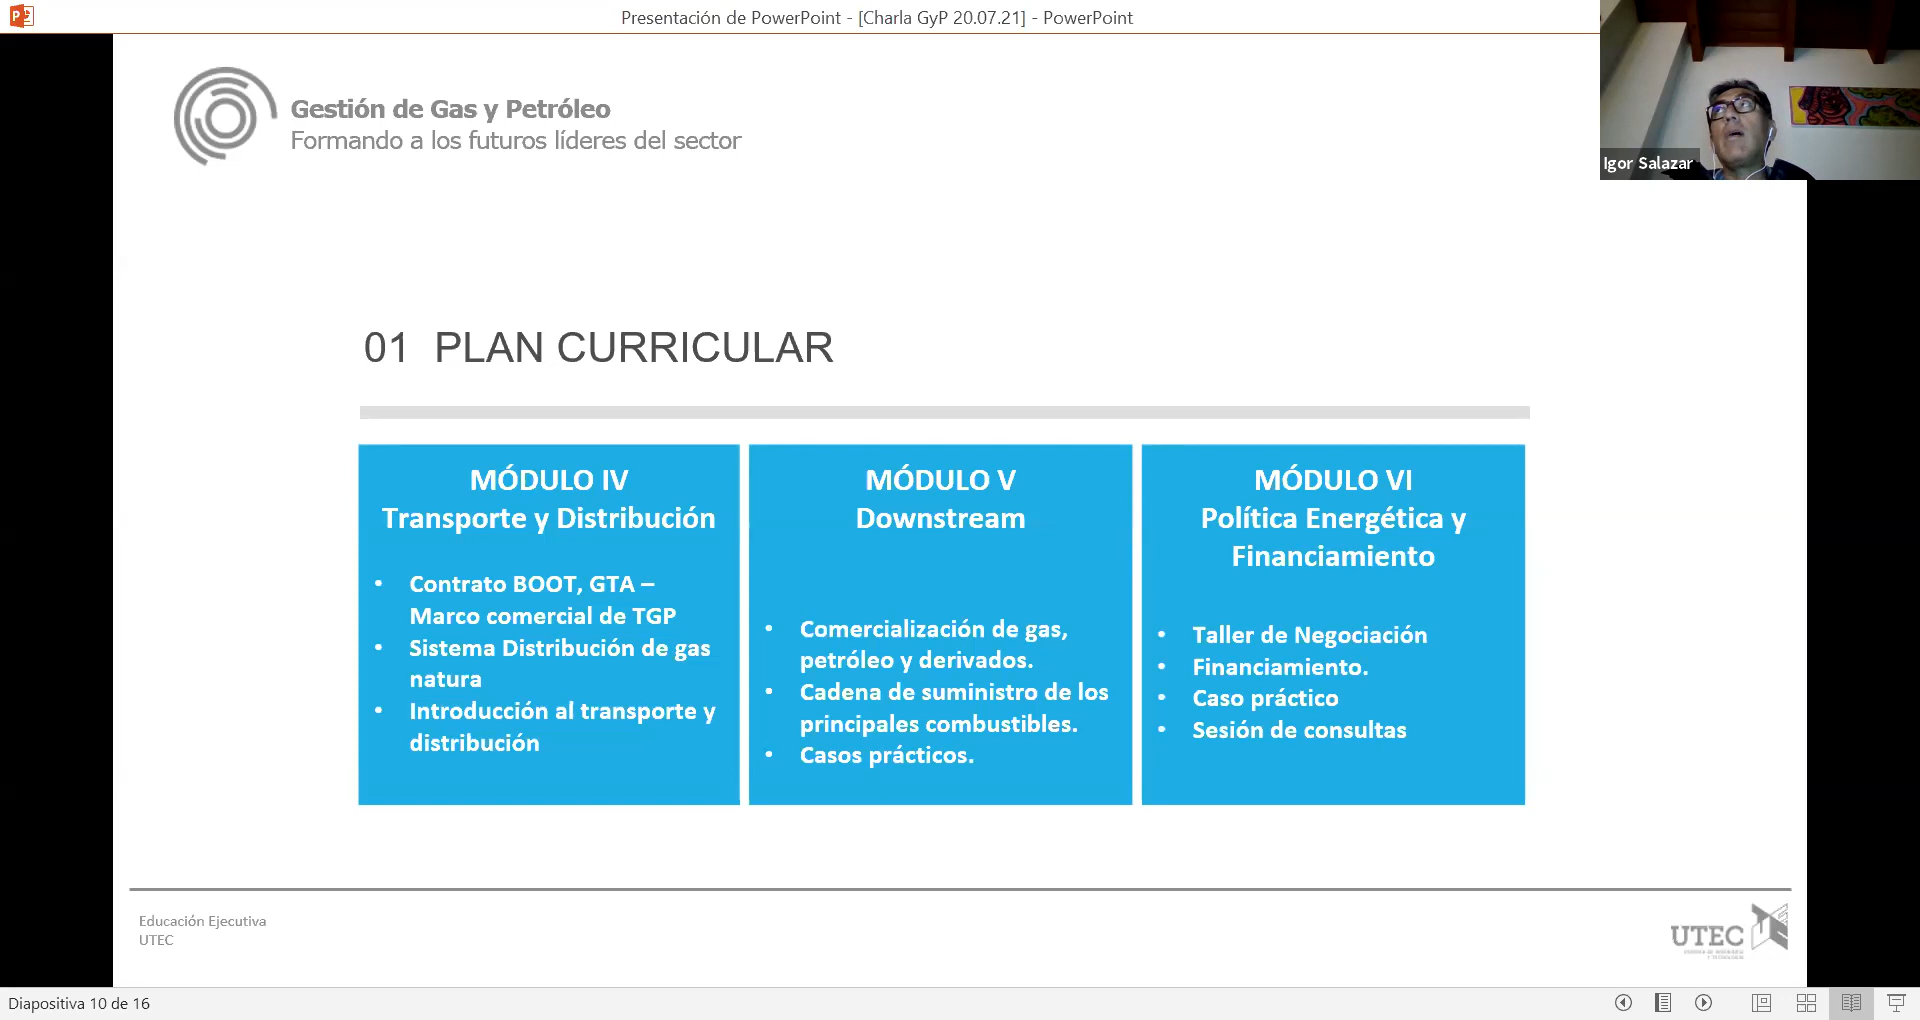 Presentación de PowerPoint - [Charla GyP 20.07.21] - PowerPoint
Igor Salazar
Gestión de Gas y Petróleo
Formando a los futuros líderes del sector
01 PLAN CURRICULAR
MÓDULO IV
Transporte y Distribución
• Contrato BOOT, GTA –
Marco comercial de TGP
• Sistema Distribución de gas
natura
• Introducción al transporte y
distribución
MÓDULO V
Downstream
• Comercialización de gas,
petróleo y derivados.
• Cadena de suministro de los
principales combustibles.
• Casos prácticos.
MÓDULO VI
Política Energética y
Financiamiento
• Taller de Negociación
• Financiamiento.
• Caso práctico
• Sesión de consultas
Educación Ejecutiva
UTEC
UTEC
Diapositiva 10 de 16